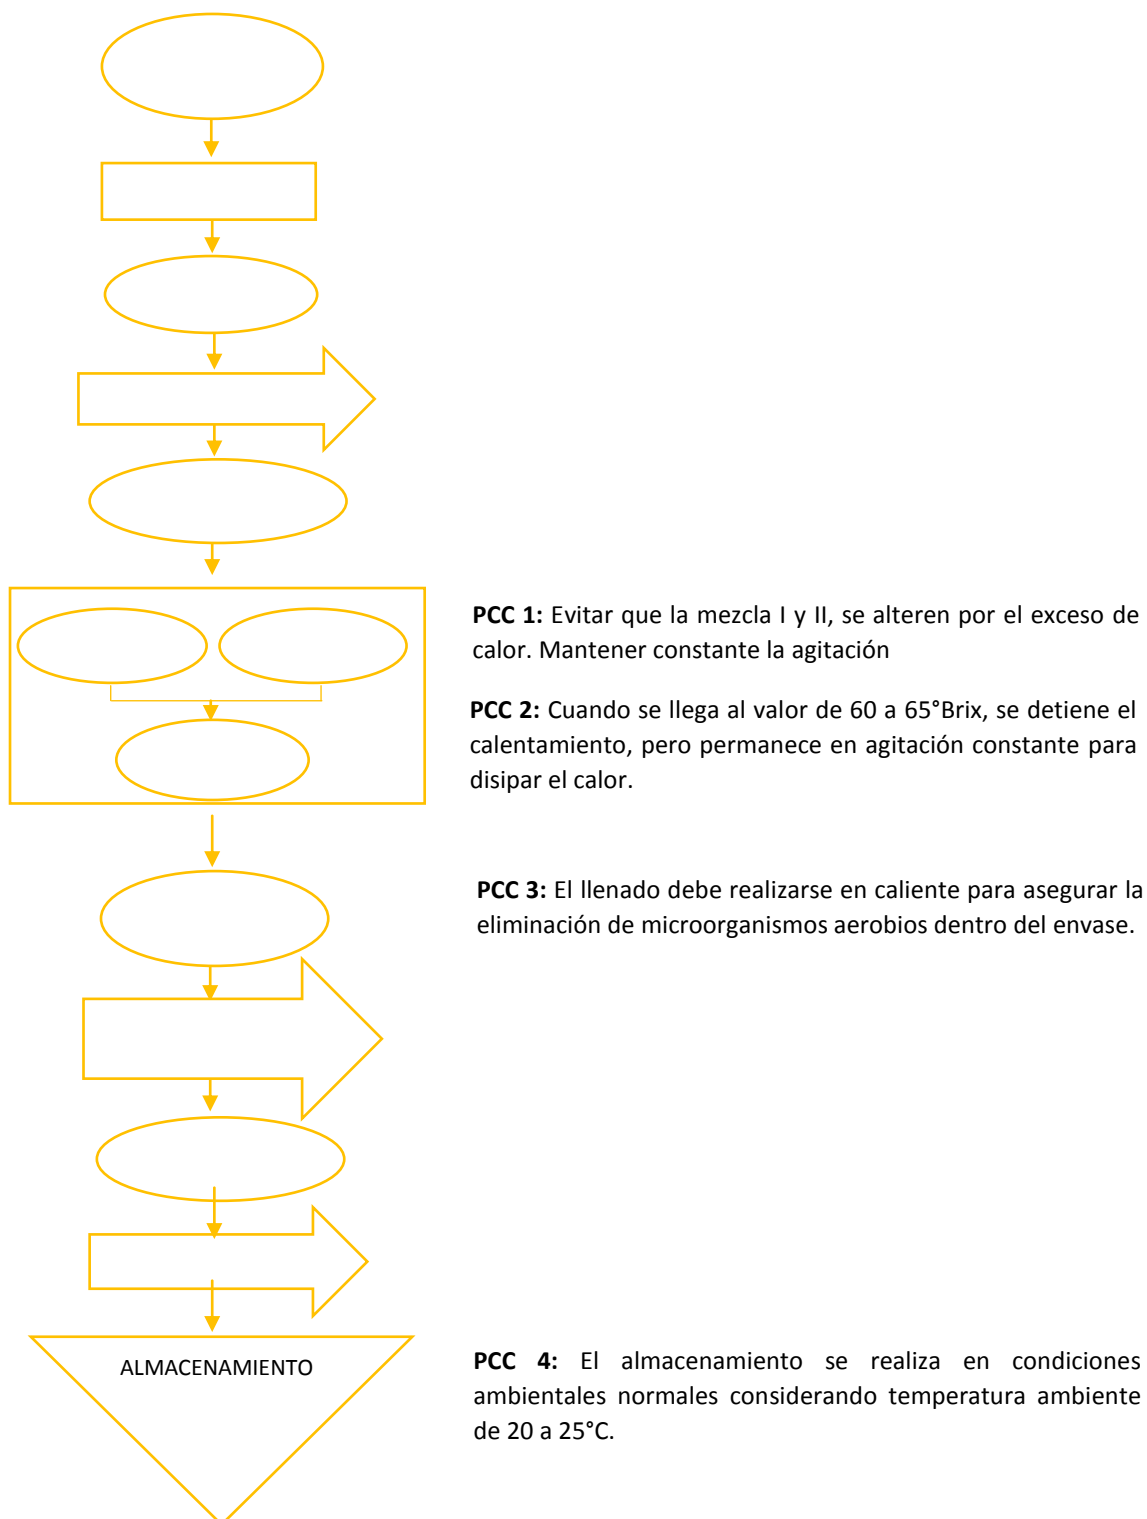 PCC 1: Evitar que la mezcla I y II, se alteren por el exceso de
calor. Mantener constante la agitación
PCC 2: Cuando se llega al valor de 60 a 65°Brix, se detiene el
calentamiento, pero permanece en agitación constante para
disipar el calor.
PCC 3: El llenado debe realizarse en caliente para asegurar la
eliminación de microorganismos aerobios dentro del envase.
ALMACENAMIENTO
PCC 4: El almacenamiento se realiza en condiciones
ambientales normales considerando temperatura ambiente
de 20 a 25°C.